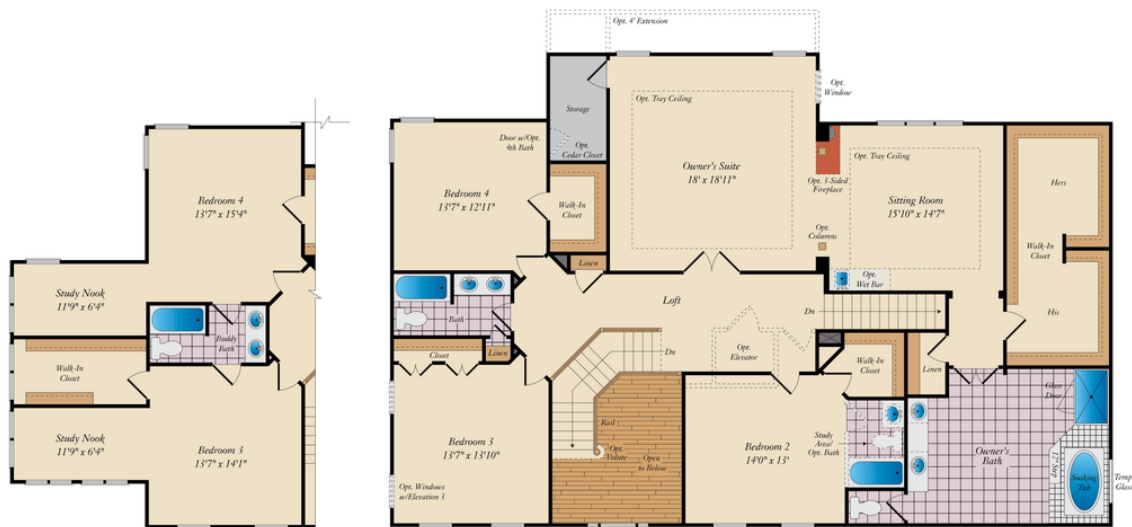 Bedroom 4
13'7" x 15'4"
Study Nook
11'9" x 6'4"
Buddy
Bath
Walk-In
Closet
Study Nook
11'9" x 6'4"
Bedroom 3
13'7" x 14'1"
Opt. 4' Extension
Storage
Opt.
Cedar Closet
Opt. Tray Ceiling
Owner's Suite
18' x 18'11"
Opt.
Window
Door w/Opt.
4th Bath
Bedroom 4
13'7" x 12'11"
Walk-In
Closet
Linen
Opt. 3-Sided
Fireplace
Opt.
Columns
Opt. Tray Ceiling
Sitting Room
15'10" x 14'7"
Opt.
Wet Bar
Hers
Walk-In
Closet
His
Bath
Linen
Closet
Loft
Dn
Opt.
Elevator
Dn
Walk-In
Closet
Linen
Bedroom 3
13'7" x 13'10"
Opt. Windows
w/Elevation 3
Rail
Opt.
Volute
Open
to Below
Bedroom 2
14'0" x 13'
Study
Area/
Opt. Bath
Owner's
Bath
Glass
Door
12" Step
Soaking
Tub
Temp
Glass